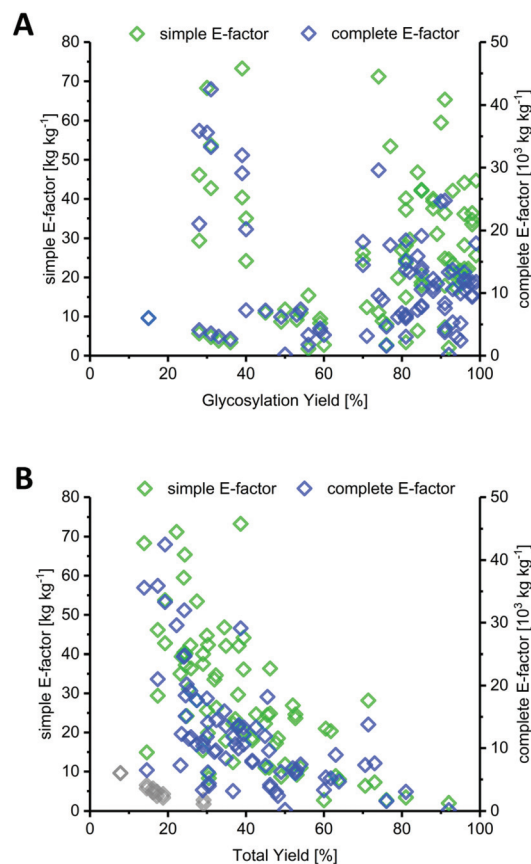 A
simple E-factor complete E-factor
simple E-factor [kg kg⁻¹]
80
70
60
50
40
30
20
10
0
complete E-factor [10³ kg kg⁻¹]
50
40
30
20
10
0
0 20 40 60 80 100
Glycosylation Yield [%]
B
simple E-factor complete E-factor
simple E-factor [kg kg⁻¹]
80
70
60
50
40
30
20
10
0
complete E-factor [10³ kg kg⁻¹]
50
40
30
20
10
0
0 20 40 60 80 100
Total Yield [%]